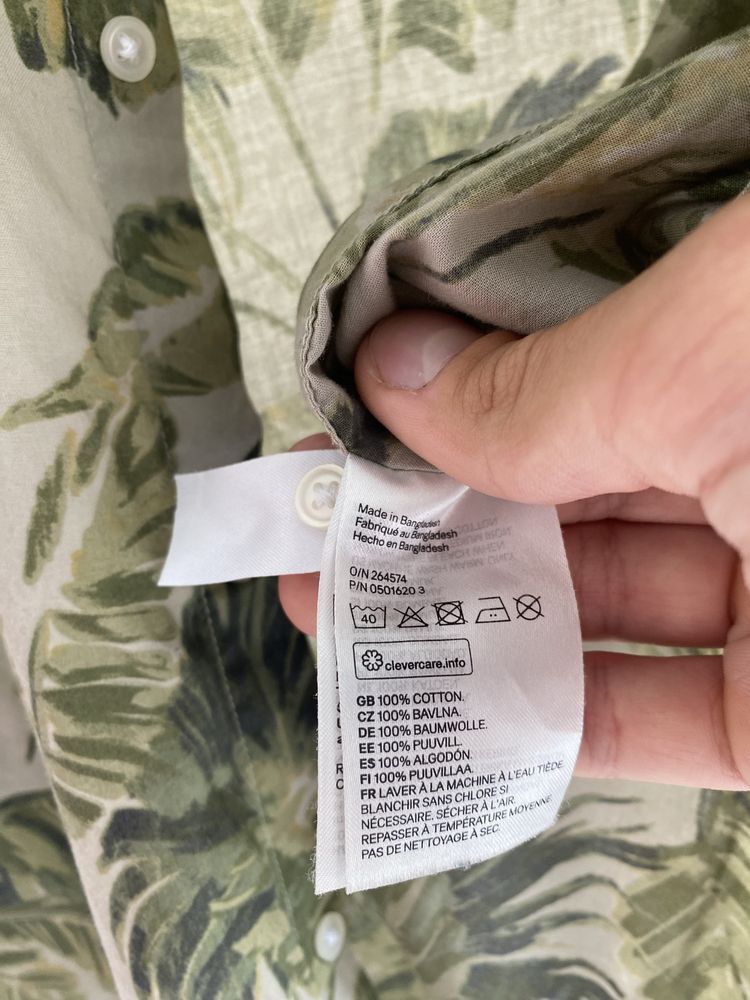 Made in Bangladesh
Fabriqué au Bangladesh
Hecho en Bangladesh
O/N 264574
P/N 0501620 3
40
clevercare.info
GB 100% COTTON.
CZ 100% BAVLNA.
DE 100% BAUMWOLLE.
EE 100% PUUVILL.
ES 100% ALGODÓN.
FI 100% PUUVILLAA.
FR LAVER À LA MACHINE À L'EAU TIÈDE.
BLANCHIR SANS CHLORE SI
NÉCESSAIRE. SÉCHER À L'AIR.
REPASSER À TEMPÉRATURE MOYENNE
PAS DE NETTOYAGE À SEC.